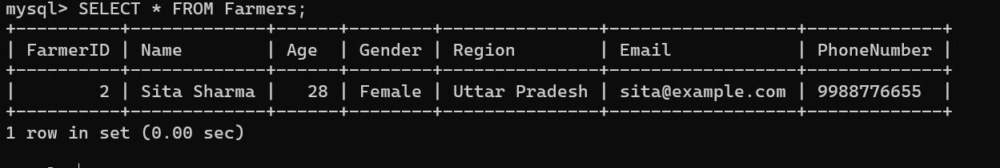 mysql> SELECT * FROM Farmers;
+----------+-------------+------+--------+---------------+------------------+-------------+
| FarmerID | Name        | Age  | Gender | Region        | Email            | PhoneNumber |
+----------+-------------+------+--------+---------------+------------------+-------------+
|        2 | Sita Sharma |   28 | Female | Uttar Pradesh | sita@example.com | 9988776655  |
+----------+-------------+------+--------+---------------+------------------+-------------+
1 row in set (0.00 sec)